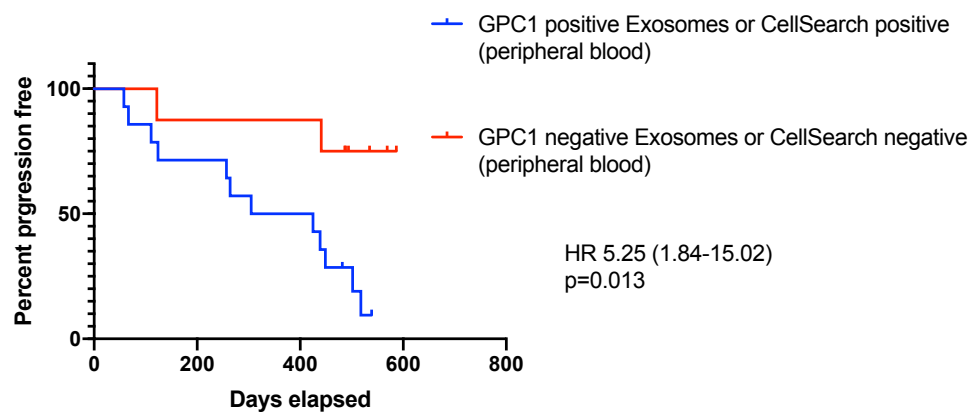 GPC1 positive Exosomes or CellSearch positive
(peripheral blood)
GPC1 negative Exosomes or CellSearch negative
(peripheral blood)
HR 5.25 (1.84-15.02)
p=0.013
Percent prgression free
100
50
0
0 200 400 600 800
Days elapsed